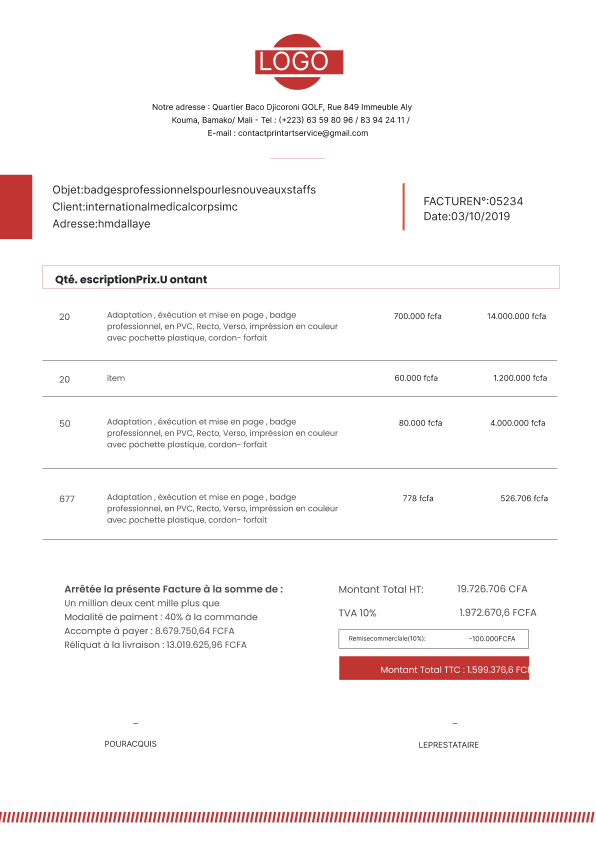 LOGO
Notre adresse : Quartier Baco Djicoroni GOLF, Rue 849 Immeuble Aly
Kouma, Bamako/ Mali - Tel : (+223) 63 59 80 96 / 83 94 24 11 /
E-mail : contactprintartservice@gmail.com
Objet:badgesprofessionnelspourlesnouveauxstaffs
Client:internationalmedicalcorpsimc
Adresse:hmdallaye
FACTUREN°:05234
Date:03/10/2019
Qté. escriptionPrix.U ontant
20 Adaptation , éxécution et mise en page , badge 700.000 fcfa 14.000.000 fcfa
professionnel, en PVC, Recto, Verso, impréssion en couleur
avec pochette plastique, cordon- forfait
20 item 60.000 fcfa 1.200.000 fcfa
50 Adaptation , éxécution et mise en page , badge 80.000 fcfa 4.000.000 fcfa
professionnel, en PVC, Recto, Verso, impréssion en couleur
avec pochette plastique, cordon- forfait
677 Adaptation , éxécution et mise en page , badge 778 fcfa 526.706 fcfa
professionnel, en PVC, Recto, Verso, impréssion en couleur
avec pochette plastique, cordon- forfait
Arrêtée la présente Facture à la somme de :
Un million deux cent mille plus que
Modalité de paiment : 40% à la commande
Accompte à payer : 8.679.750,64 FCFA
Réliquat à la livraison : 13.019.625,96 FCFA
Montant Total HT: 19.726.706 CFA
TVA 10% 1.972.670,6 FCFA
Remisecommerciale(10%): -100.000FCFA
Montant Total TTC : 1.599.376,6 FCF
– –
POURACQUIS LEPRESTATAIRE